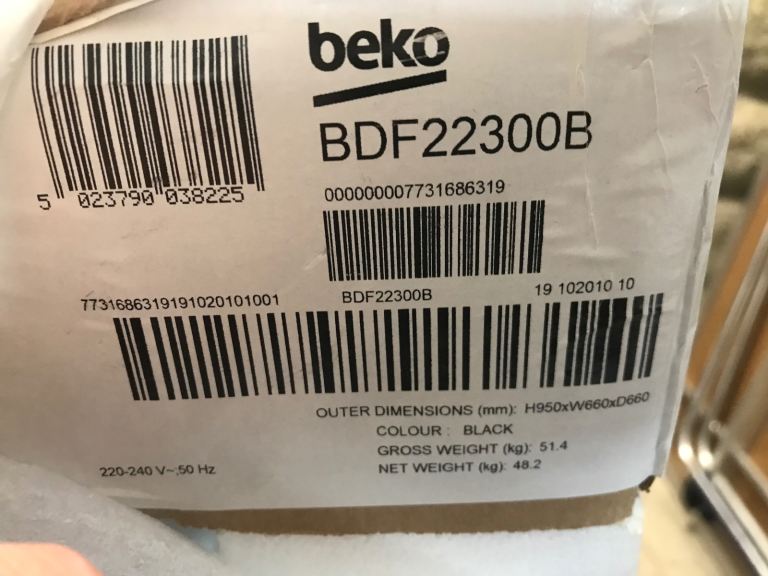 beko
BDF22300B
5 023790 038225
000000007731686319
7731686319191020101001
BDF22300B
19 102010 10
OUTER DIMENSIONS (mm): H950xW660xD660
COLOUR : BLACK
GROSS WEIGHT (kg): 51.4
NET WEIGHT (kg): 48.2
220-240 V~,50 Hz